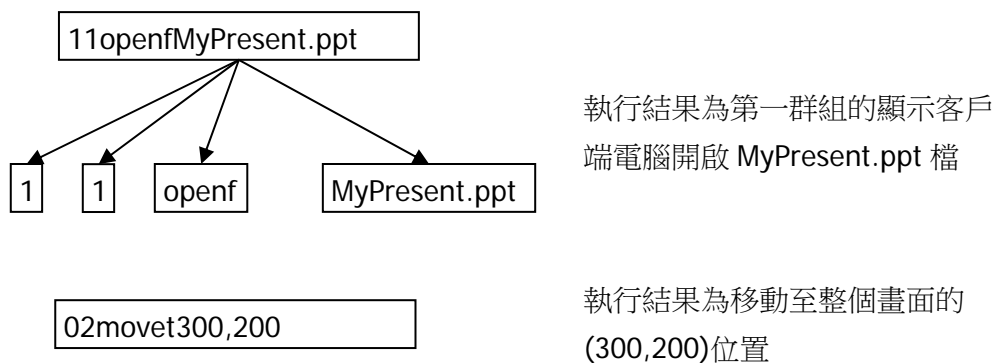 11openfMyPresent.ppt
執行結果為第一群組的顯示客戶
端電腦開啟 MyPresent.ppt 檔
1
1
openf
MyPresent.ppt
執行結果為移動至整個畫面的
(300,200)位置
02movet300,200